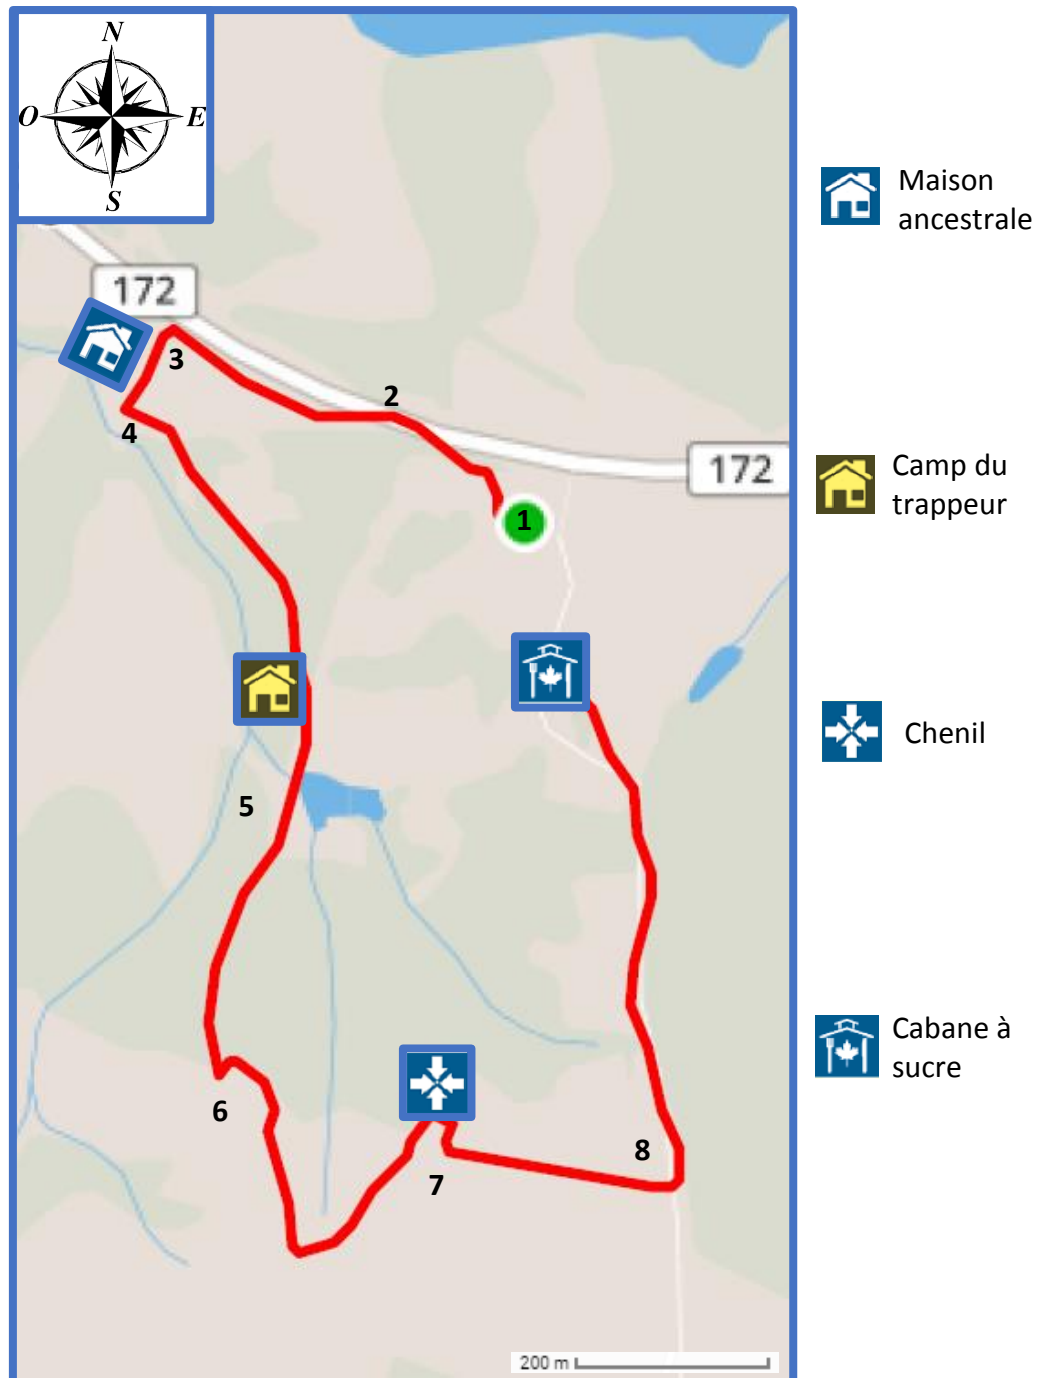 N
O
E
S
172
3
4
2
172
1
5
6
7
8
200 m
Maison
ancestrale
Camp du
trappeur
Chenil
Cabane à
sucre